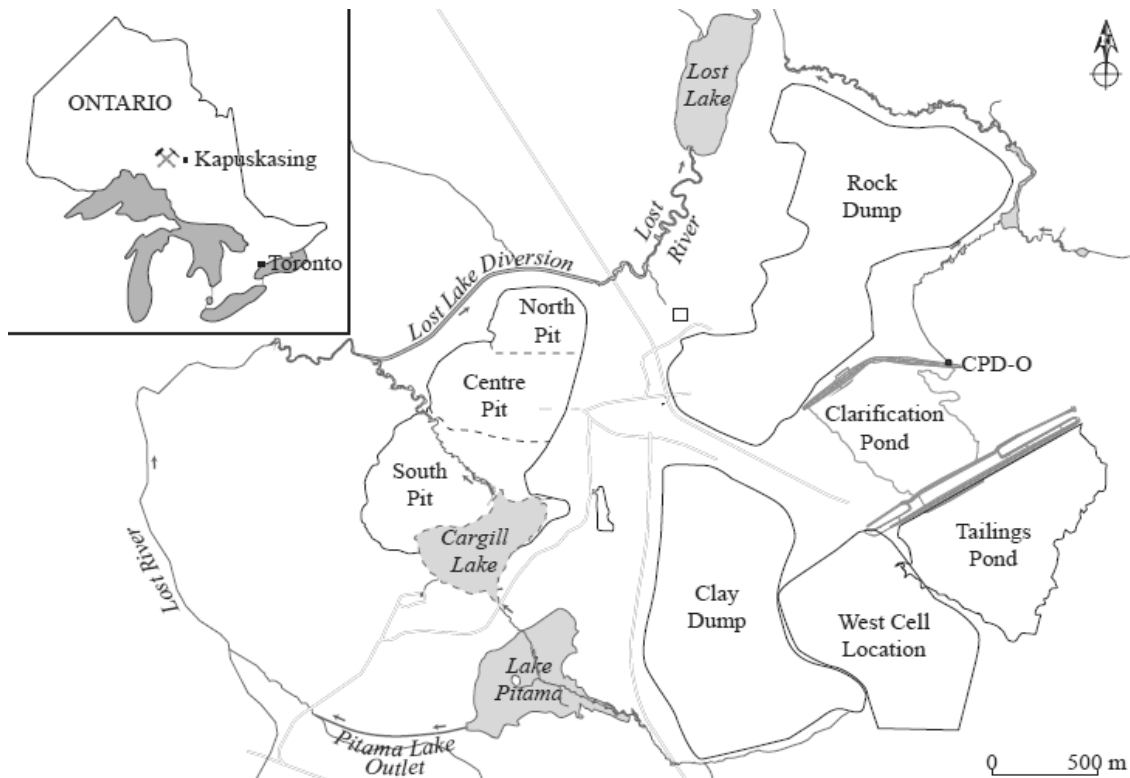 ONTARIO
Kapuskasing
Toronto
N
Lost
Lake
Rock
Dump
Lost
River
Lost Lake Diversion
North
Pit
Centre
Pit
CPD-O
Clarification
Pond
South
Pit
Cargill
Lake
Tailings
Pond
Lost River
Clay
Dump
West Cell
Location
Lake
Pitama
Pitama Lake
Outlet
0 500 m